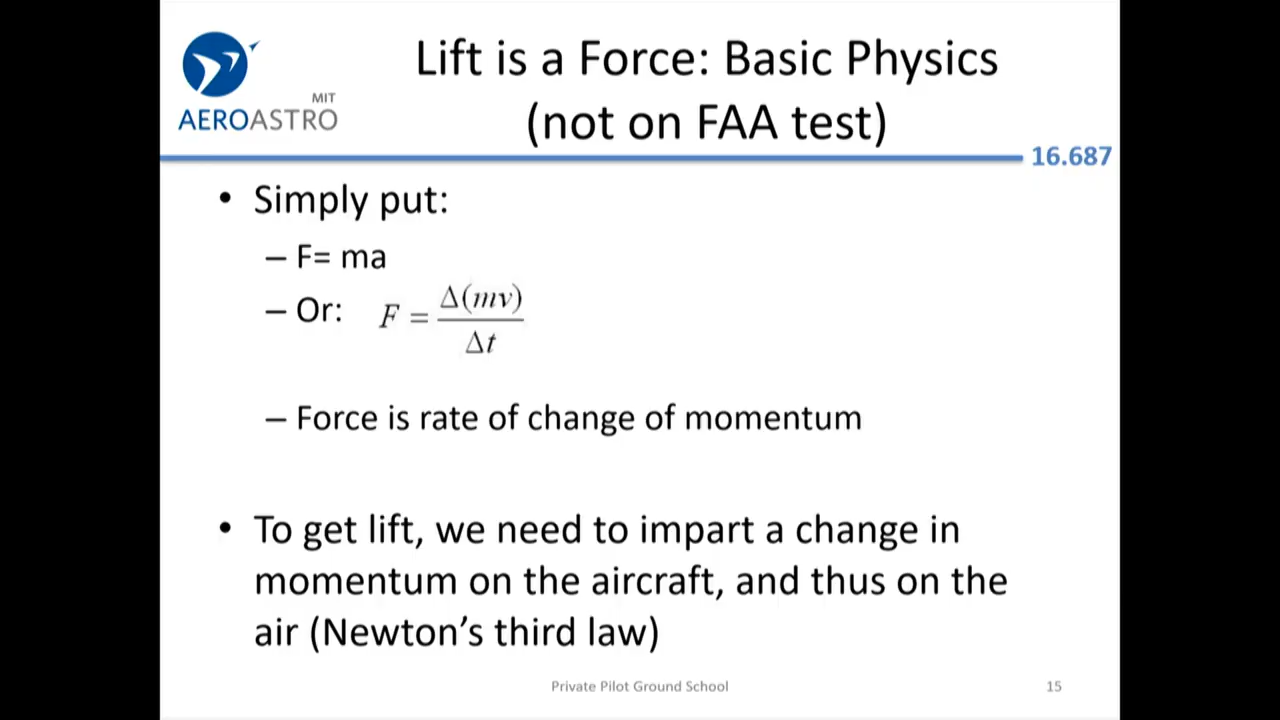 Lift is a Force: Basic Physics
(not on FAA test)
MIT
AEROASTRO
16.687
• Simply put:
– F= ma
– Or: F = Δ(mv) / Δt
– Force is rate of change of momentum
• To get lift, we need to impart a change in
momentum on the aircraft, and thus on the
air (Newton’s third law)
Private Pilot Ground School
15